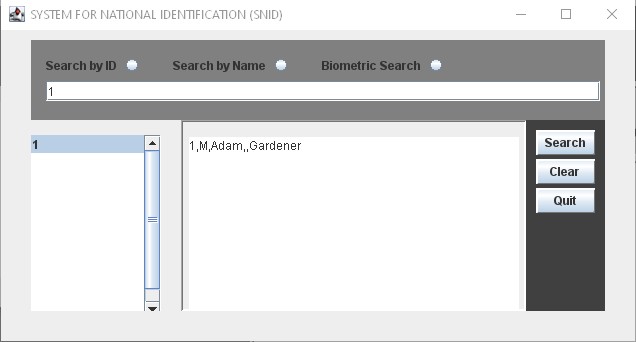 SYSTEM FOR NATIONAL IDENTIFICATION (SNID)
Search by ID Search by Name Biometric Search
1
1
1,M,Adam,,Gardener
Search
Clear
Quit